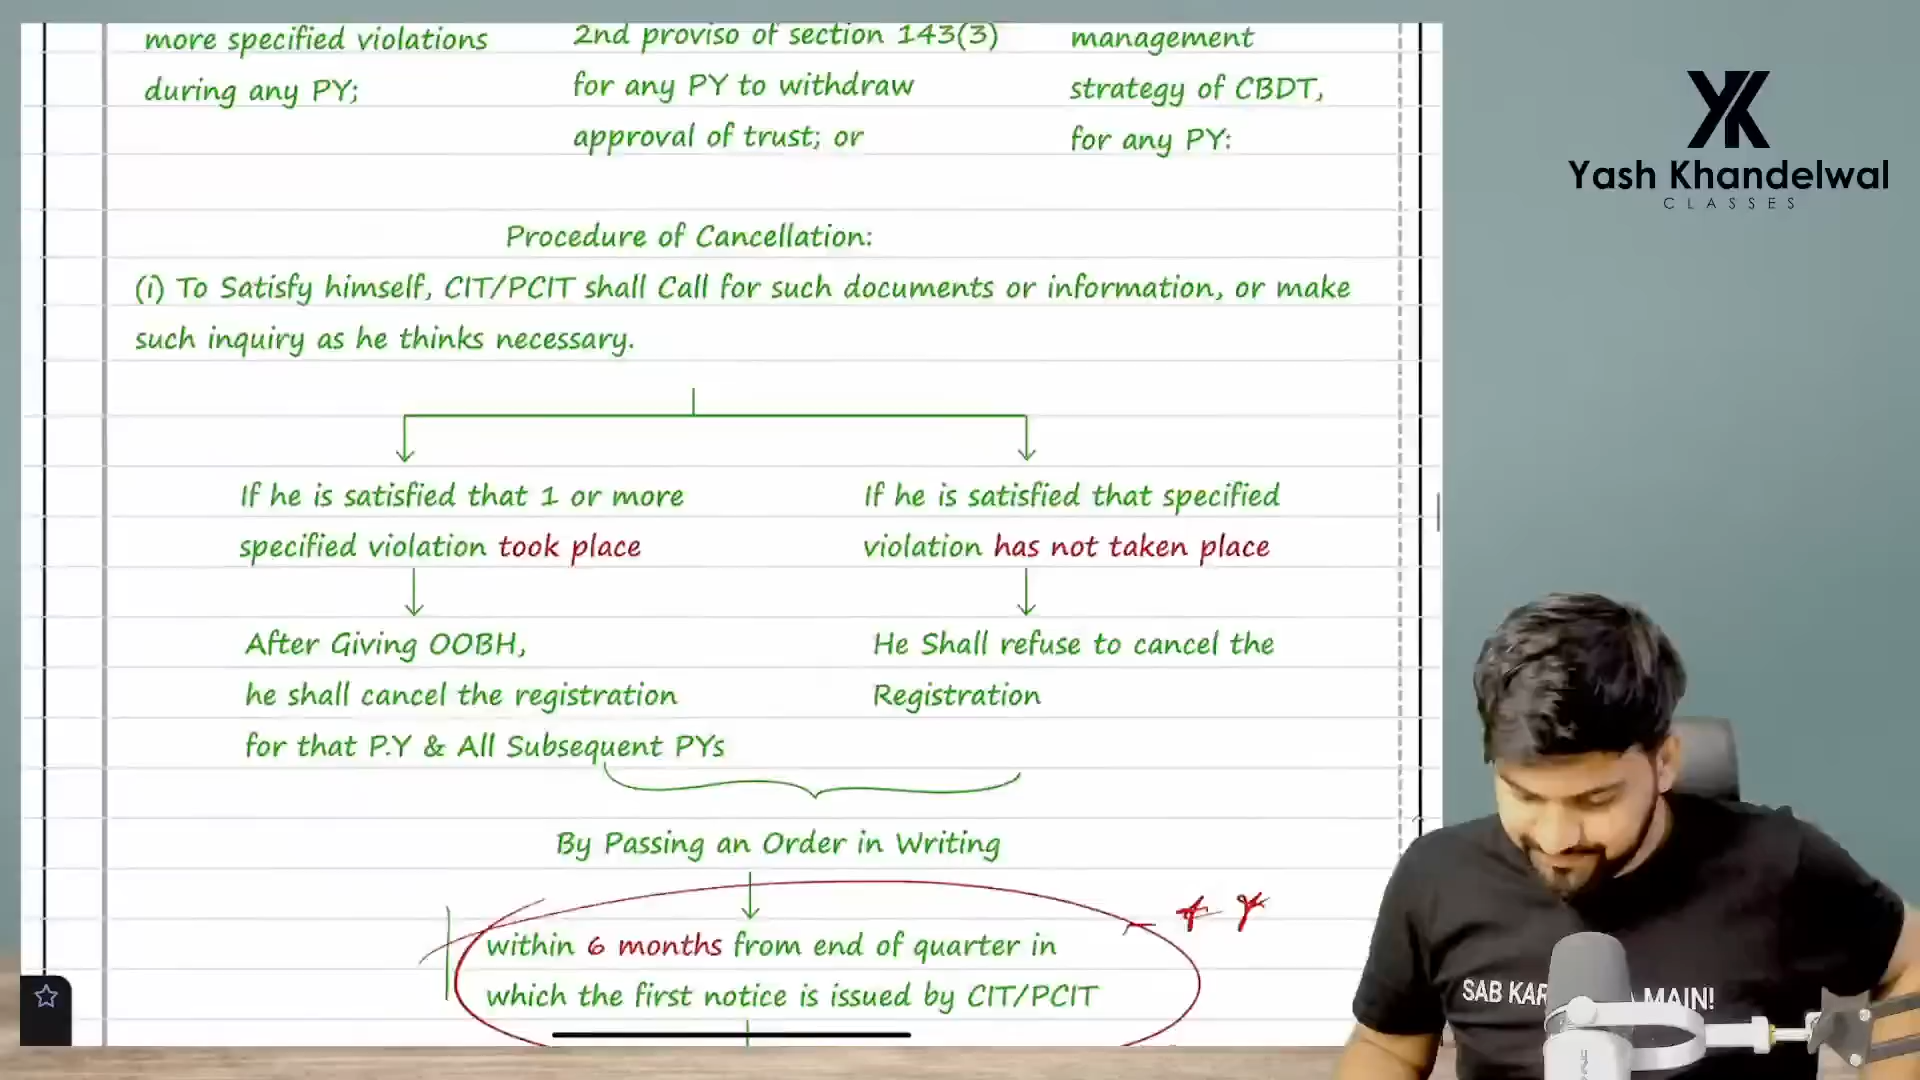 more specified violations
during any PY;
2nd proviso of section 143(3)
for any PY to withdraw
approval of trust; or
management
strategy of CBDT,
for any PY:
YK
Yash Khandelwal
CLASSES
Procedure of Cancellation:
(i) To Satisfy himself, CIT/PCIT shall Call for such documents or information, or make
such inquiry as he thinks necessary.
If he is satisfied that 1 or more
specified violation took place
If he is satisfied that specified
violation has not taken place
After Giving OOBH,
he shall cancel the registration
for that P.Y & All Subsequent PYs
He Shall refuse to cancel the
Registration
By Passing an Order in Writing
within 6 months from end of quarter in
which the first notice is issued by CIT/PCIT
SAB KAR MAIN!